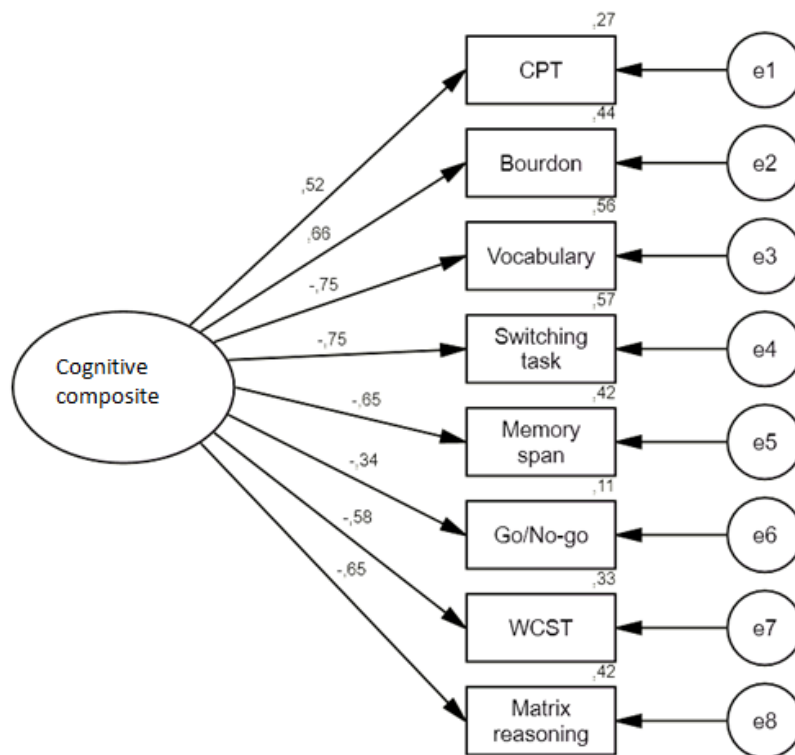 ,27
CPT
e1
,44
,52
Bourdon
e2
,66
,56
Vocabulary
e3
-,75
,57
Switching
task
e4
-,75
Cognitive
composite
,42
-,65
Memory
span
e5
,11
-,34
Go/No-go
e6
-,58
,33
-,65
WCST
e7
,42
Matrix
reasoning
e8